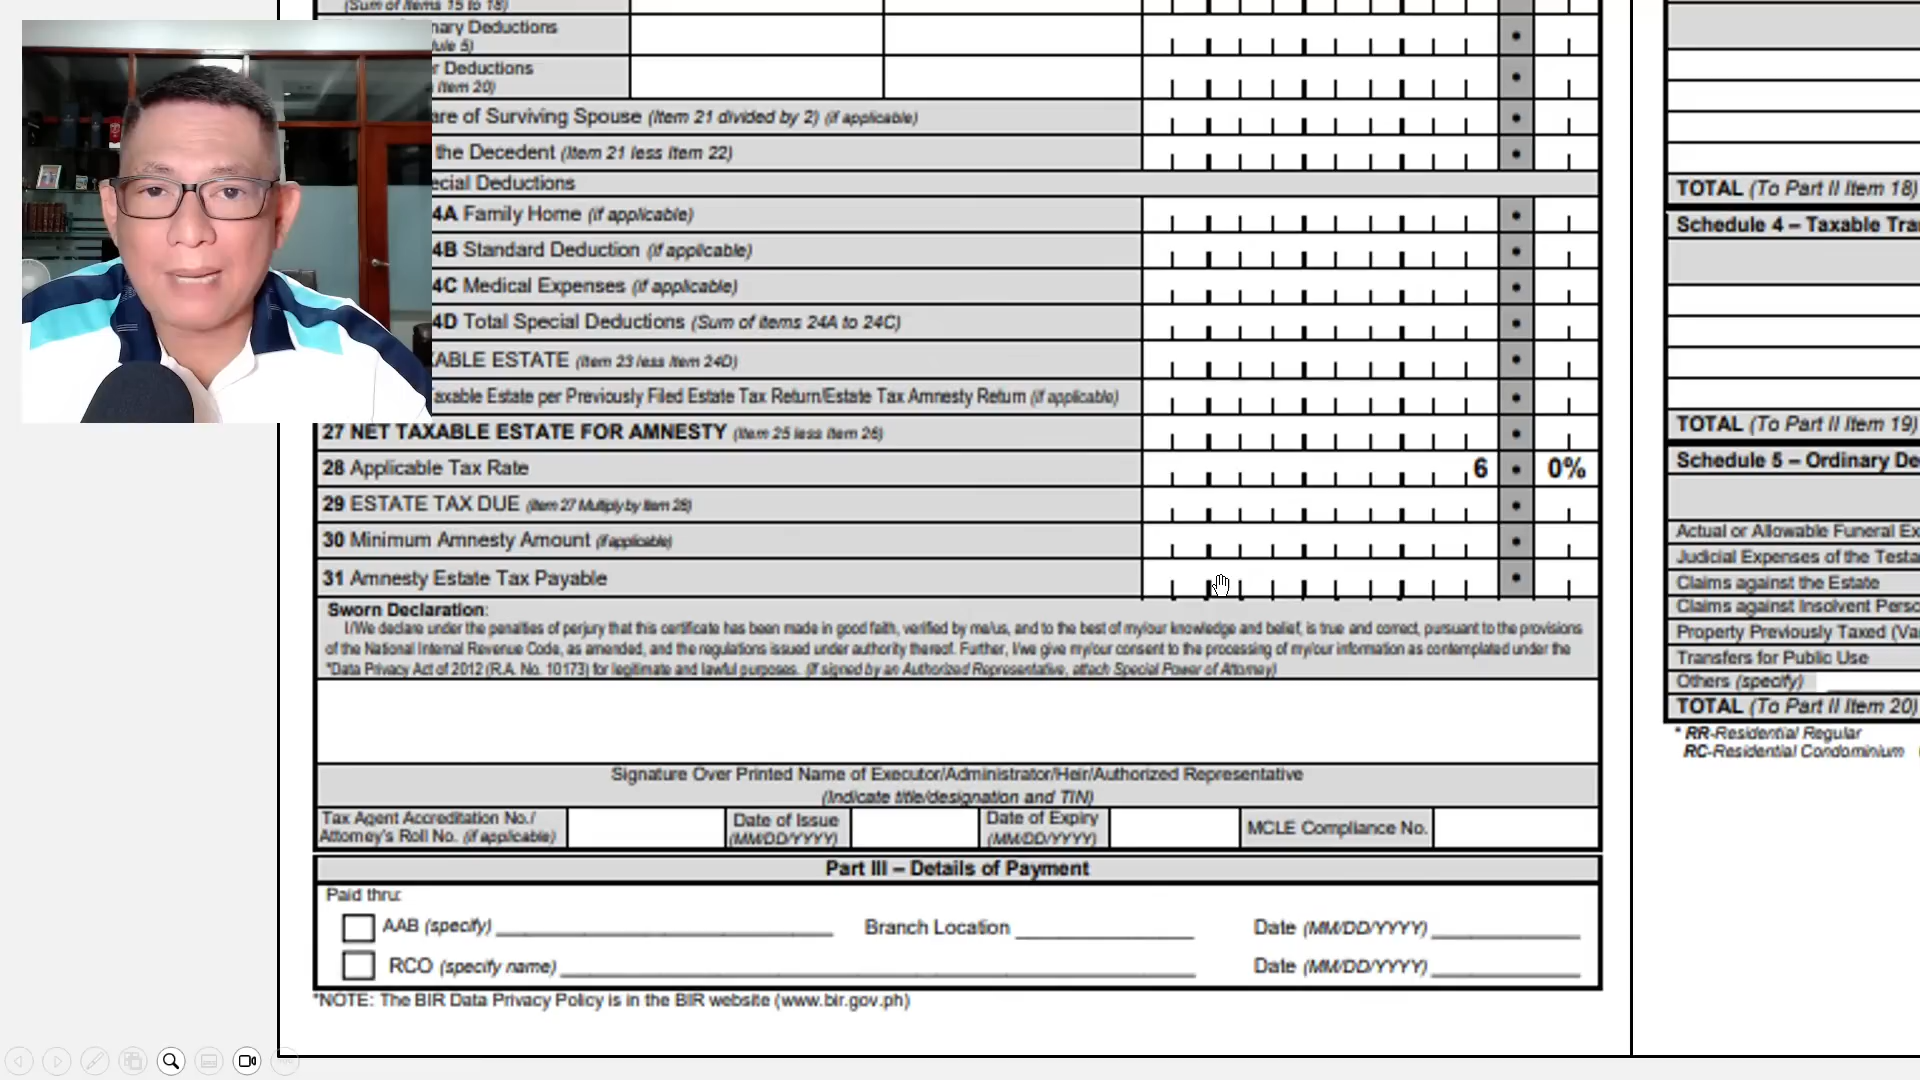 (Sum of Items 15 to 18)
nary Deductions
ule 5)
r Deductions
Item 20)
are of Surviving Spouse (Item 21 divided by 2) (if applicable)
the Decedent (Item 21 less Item 22)
ecial Deductions
4A Family Home (if applicable)
4B Standard Deduction (if applicable)
4C Medical Expenses (if applicable)
4D Total Special Deductions (Sum of items 24A to 24C)
ABLE ESTATE (Item 23 less Item 24D)
axable Estate per Previously Filed Estate Tax Return/Estate Tax Amnesty Return (if applicable)
27 NET TAXABLE ESTATE FOR AMNESTY (Item 25 less Item 26)
28 Applicable Tax Rate 6 • 0%
29 ESTATE TAX DUE (Item 27 Multiply by Item 28)
30 Minimum Amnesty Amount (if applicable)
31 Amnesty Estate Tax Payable
Sworn Declaration:
I/We declare under the penalties of perjury that this certificate has been made in good faith, verified by me/us, and to the best of my/our knowledge and belief, is true and correct, pursuant to the provisions
of the National Internal Revenue Code, as amended, and the regulations issued under authority thereof. Further, I/we give my/our consent to the processing of my/our information as contemplated under the
*Data Privacy Act of 2012 (R.A. No. 10173) for legitimate and lawful purposes. (If signed by an Authorized Representative, attach Special Power of Attorney)
Signature Over Printed Name of Executor/Administrator/Heir/Authorized Representative
(Indicate title/designation and TIN)
Tax Agent Accreditation No./
Attorney's Roll No. (if applicable)
Date of Issue
(MM/DD/YYYY)
Date of Expiry
(MM/DD/YYYY)
MCLE Compliance No.
Part III – Details of Payment
Paid thru:
AAB (specify) Branch Location Date (MM/DD/YYYY)
RCO (specify name) Date (MM/DD/YYYY)
*NOTE: The BIR Data Privacy Policy is in the BIR website (www.bir.gov.ph)
TOTAL (To Part II Item 18)
Schedule 4 – Taxable Tra
TOTAL (To Part II Item 19)
Schedule 5 – Ordinary De
Actual or Allowable Funeral Ex
Judicial Expenses of the Testa
Claims against the Estate
Claims against Insolvent Perso
Property Previously Taxed (Va
Transfers for Public Use
Others (specify)
TOTAL (To Part II Item 20)
* RR-Residential Regular
RC-Residential Condominium (